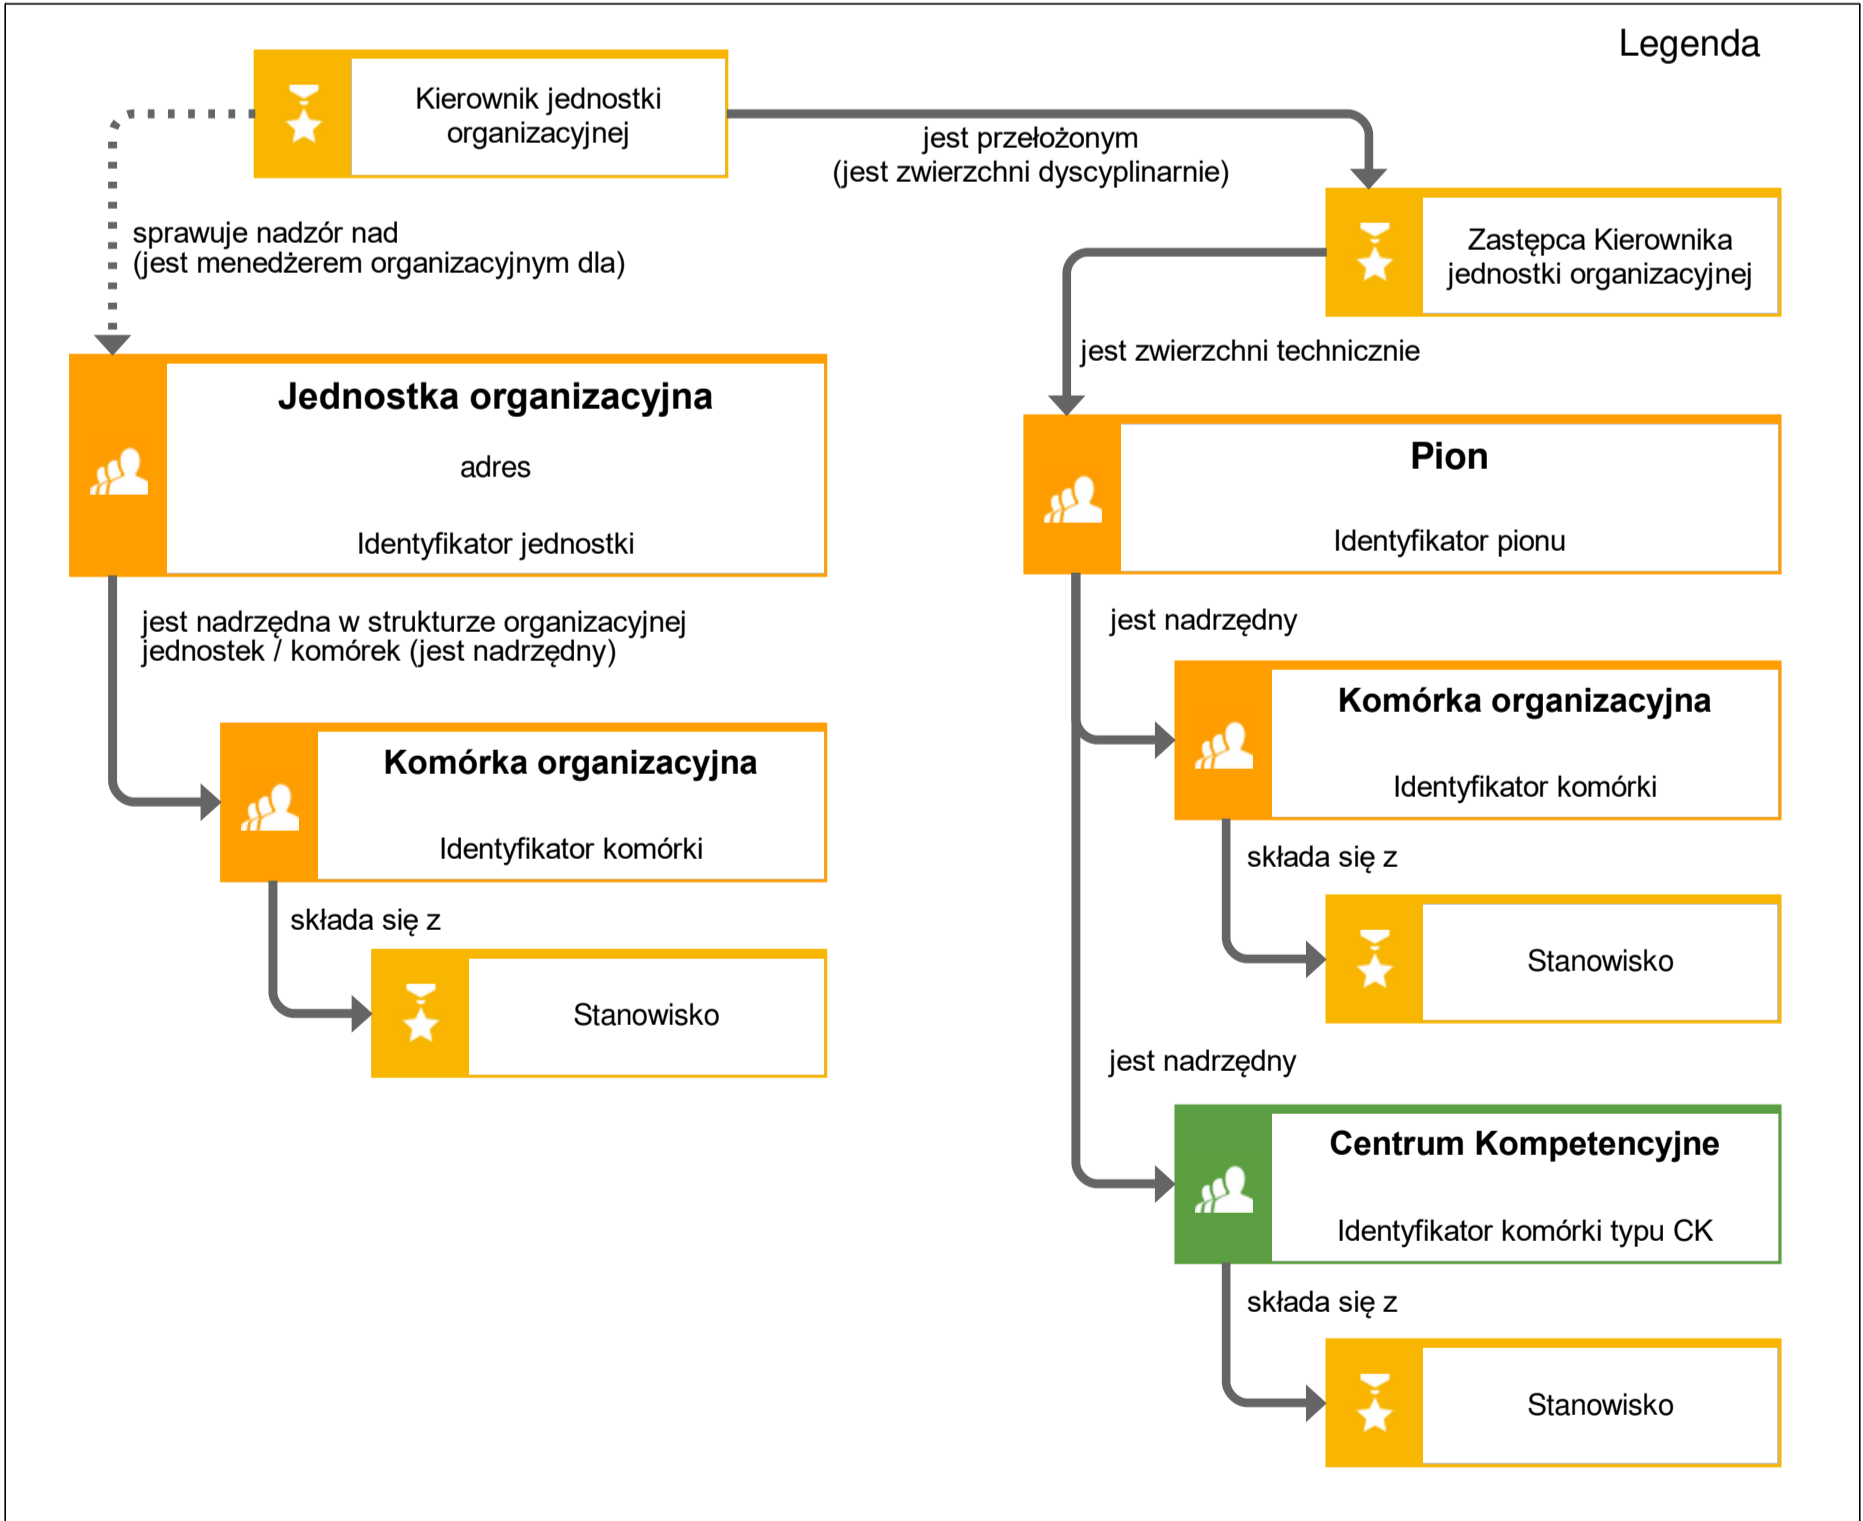 Legenda
Kierownik jednostki
organizacyjnej
jest przełożonym
(jest zwierzchni dyscyplinarnie)
Zastępca Kierownika
jednostki organizacyjnej
sprawuje nadzór nad
(jest menedżerem organizacyjnym dla)
jest zwierzchni technicznie
Jednostka organizacyjna
adres
Identyfikator jednostki
Pion
Identyfikator pionu
jest nadrzędna w strukturze organizacyjnej
jednostek / komórek (jest nadrzędny)
jest nadrzędny
Komórka organizacyjna
Identyfikator komórki
Komórka organizacyjna
Identyfikator komórki
składa się z
Stanowisko
składa się z
Stanowisko
jest nadrzędny
Centrum Kompetencyjne
Identyfikator komórki typu CK
składa się z
Stanowisko